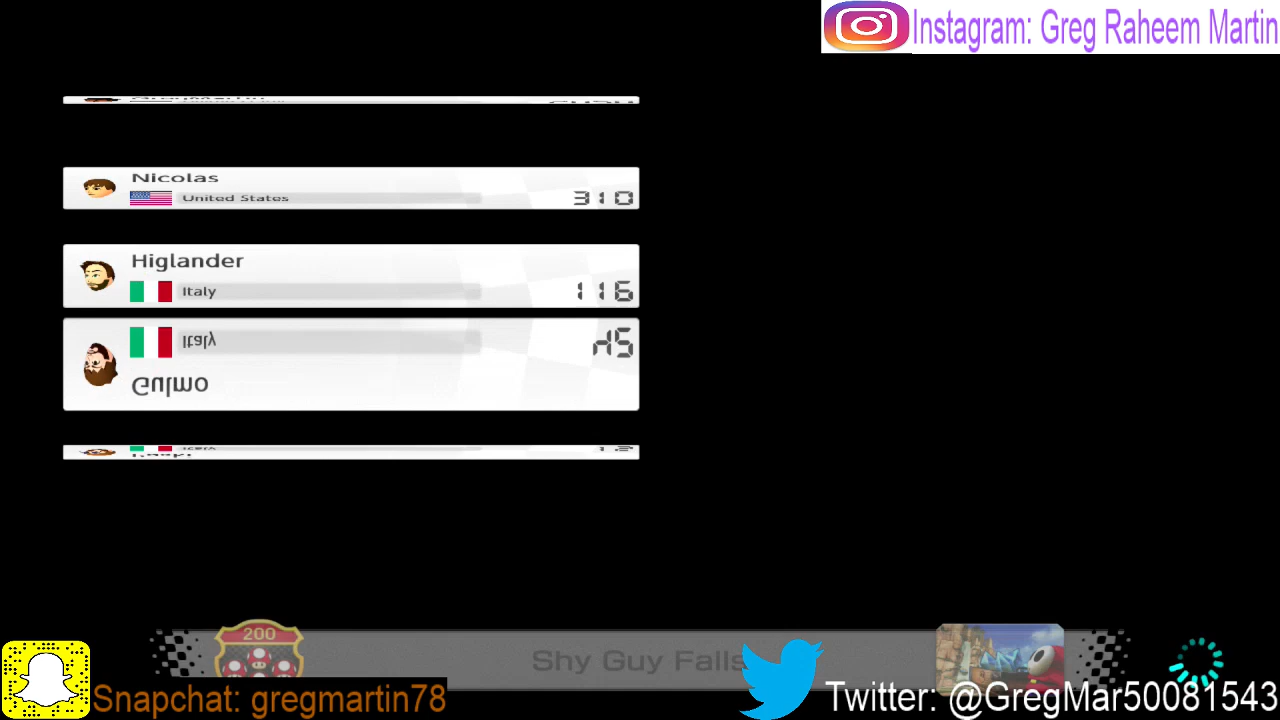 Instagram: Greg Raheem Martin
Nicolas
United States
310
Higlander
Italy
116
Italy
Gulmo
200
Shy Guy Falls
Snapchat: gregmartin78
Twitter: @GregMar50081543